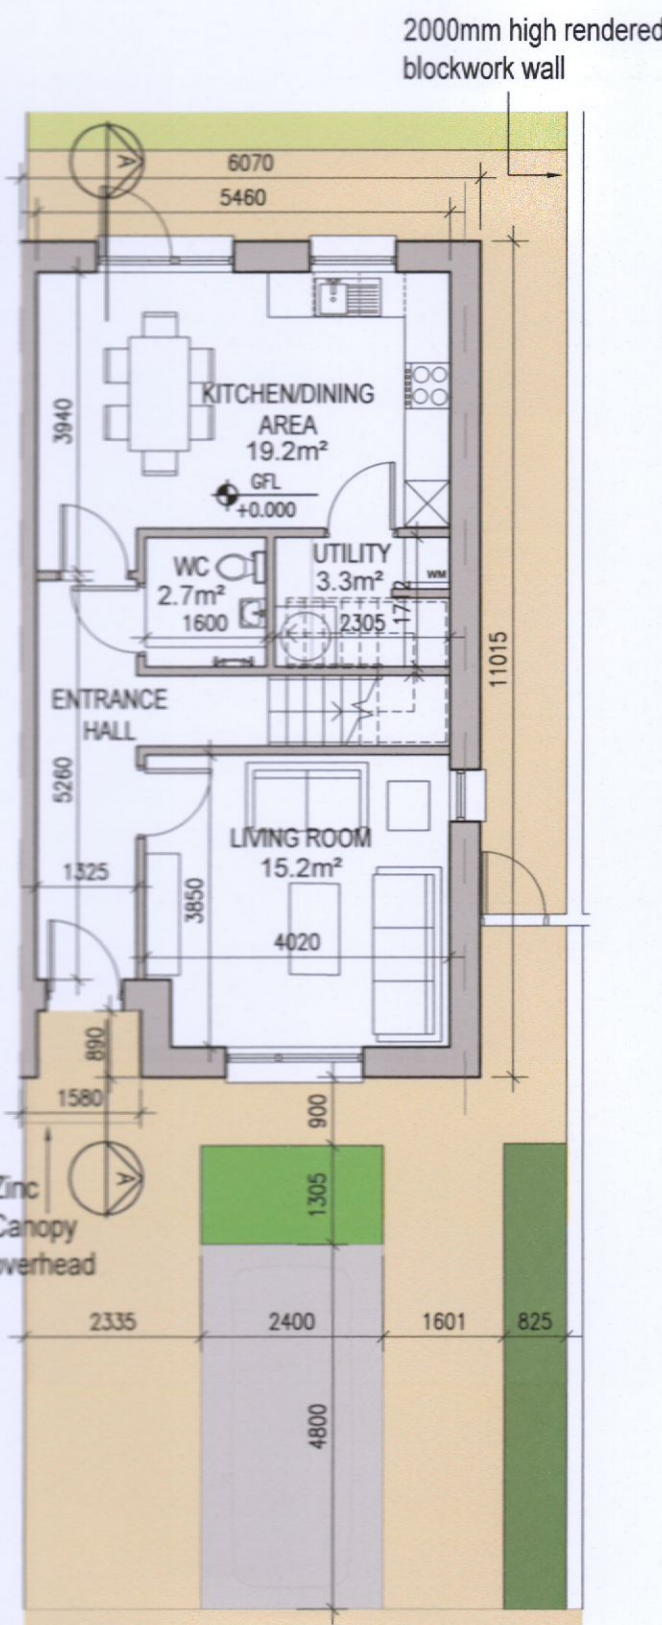 2000mm high rendered
blockwork wall
A
6070
5460
3940
KITCHEN/DINING
AREA
19.2m²
GFL
+0.000
WC
2.7m²
1600
UTILITY
3.3m²
WM
2305
11015
ENTRANCE
HALL
5260
1325
LIVING ROOM
15.2m²
3850
4020
890
1580
900
A
Zinc
Canopy
overhead
1305
2335
2400
1601
825
4800